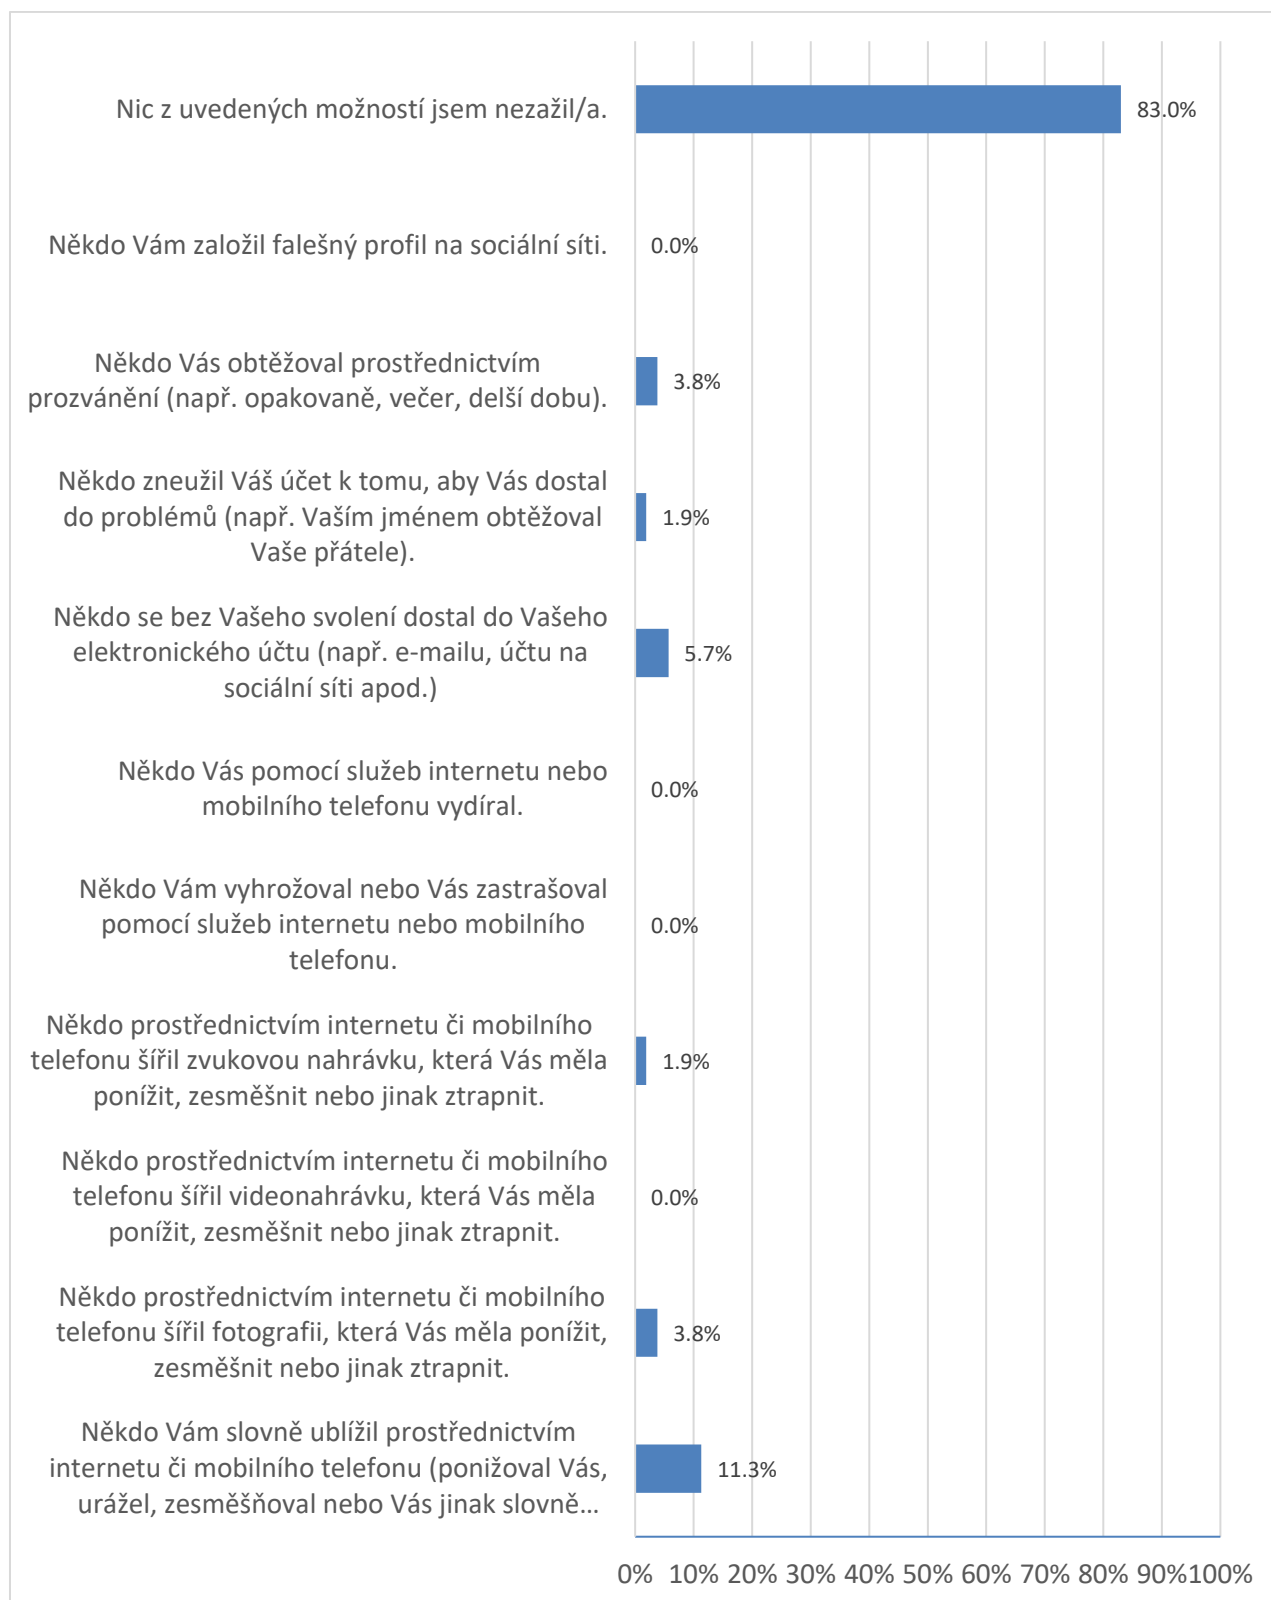 Nic z uvedených možností jsem nezažil/a.
83.0%
Někdo Vám založil falešný profil na sociální síti.
0.0%
Někdo Vás obtěžoval prostřednictvím
prozvánění (např. opakovaně, večer, delší dobu).
3.8%
Někdo zneužil Váš účet k tomu, aby Vás dostal
do problémů (např. Vaším jménem obtěžoval
Vaše přátele).
1.9%
Někdo se bez Vašeho svolení dostal do Vašeho
elektronického účtu (např. e-mailu, účtu na
sociální síti apod.)
5.7%
Někdo Vás pomocí služeb internetu nebo
mobilního telefonu vydíral.
0.0%
Někdo Vám vyhrožoval nebo Vás zastrašoval
pomocí služeb internetu nebo mobilního
telefonu.
0.0%
Někdo prostřednictvím internetu či mobilního
telefonu šířil zvukovou nahrávku, která Vás měla
ponížit, zesměšnit nebo jinak ztrapnit.
1.9%
Někdo prostřednictvím internetu či mobilního
telefonu šířil videonahrávku, která Vás měla
ponížit, zesměšnit nebo jinak ztrapnit.
0.0%
Někdo prostřednictvím internetu či mobilního
telefonu šířil fotografii, která Vás měla ponížit,
zesměšnit nebo jinak ztrapnit.
3.8%
Někdo Vám slovně ublížil prostřednictvím
internetu či mobilního telefonu (ponižoval Vás,
urážel, zesměšňoval nebo Vás jinak slovně…
11.3%
0% 10% 20% 30% 40% 50% 60% 70% 80% 90%100%